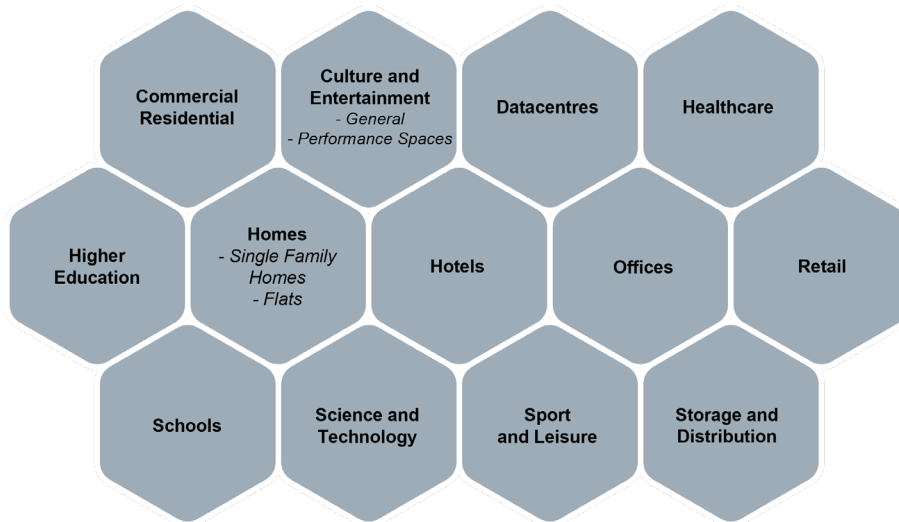 Commercial
Residential
Culture and
Entertainment
- General
- Performance Spaces
Datacentres
Healthcare
Higher
Education
Homes
- Single Family
Homes
- Flats
Hotels
Offices
Retail
Schools
Science and
Technology
Sport
and Leisure
Storage and
Distribution